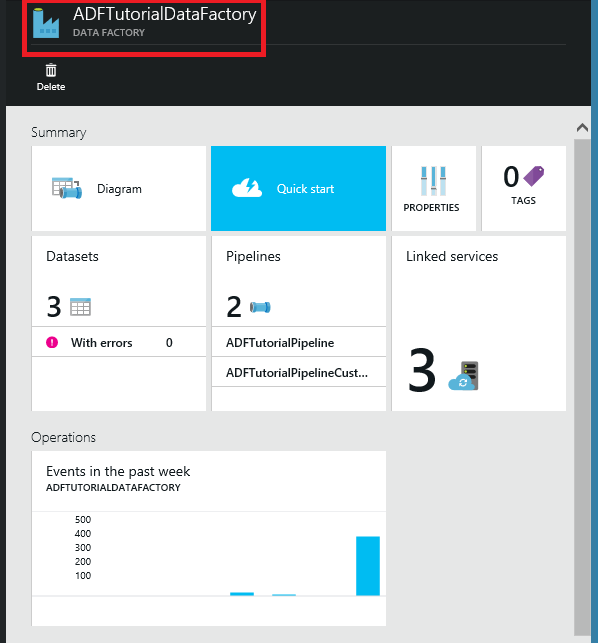 ADFTutorialDataFactory
DATA FACTORY
Delete
Summary
Diagram
Quick start
PROPERTIES
0
TAGS
Datasets
3
With errors 0
Pipelines
2
ADFTutorialPipeline
ADFTutorialPipelineCust...
Linked services
3
Operations
Events in the past week
ADFTUTORIALDATAFACTORY
500
400
300
200
100